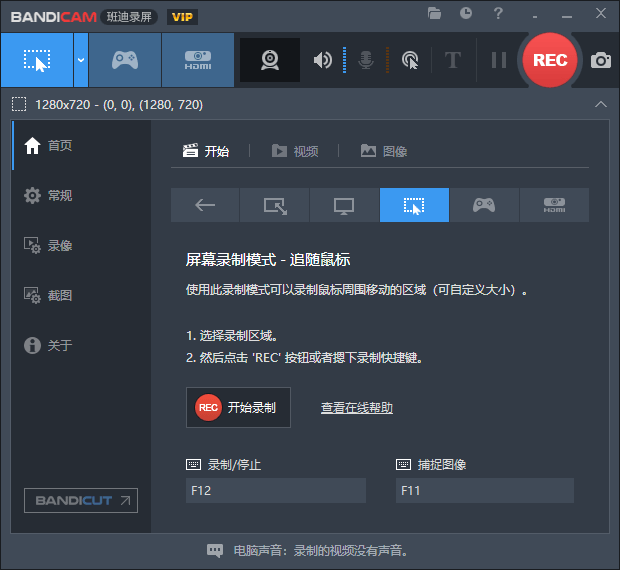 BANDICAM 班迪录屏 VIP
HDMI T REC
1280x720 - (0, 0), (1280, 720)
首页
常规
录像
截图
关于
BANDICUT
开始 视频 图像
HDMI
屏幕录制模式 - 追随鼠标
使用此录制模式可以录制鼠标周围移动的区域（可自定义大小）。
1. 选择录制区域。
2. 然后点击 'REC' 按钮或者摁下录制快捷键。
REC 开始录制 查看在线帮助
录制/停止 捕捉图像
F12 F11
电脑声音：录制的视频没有声音。